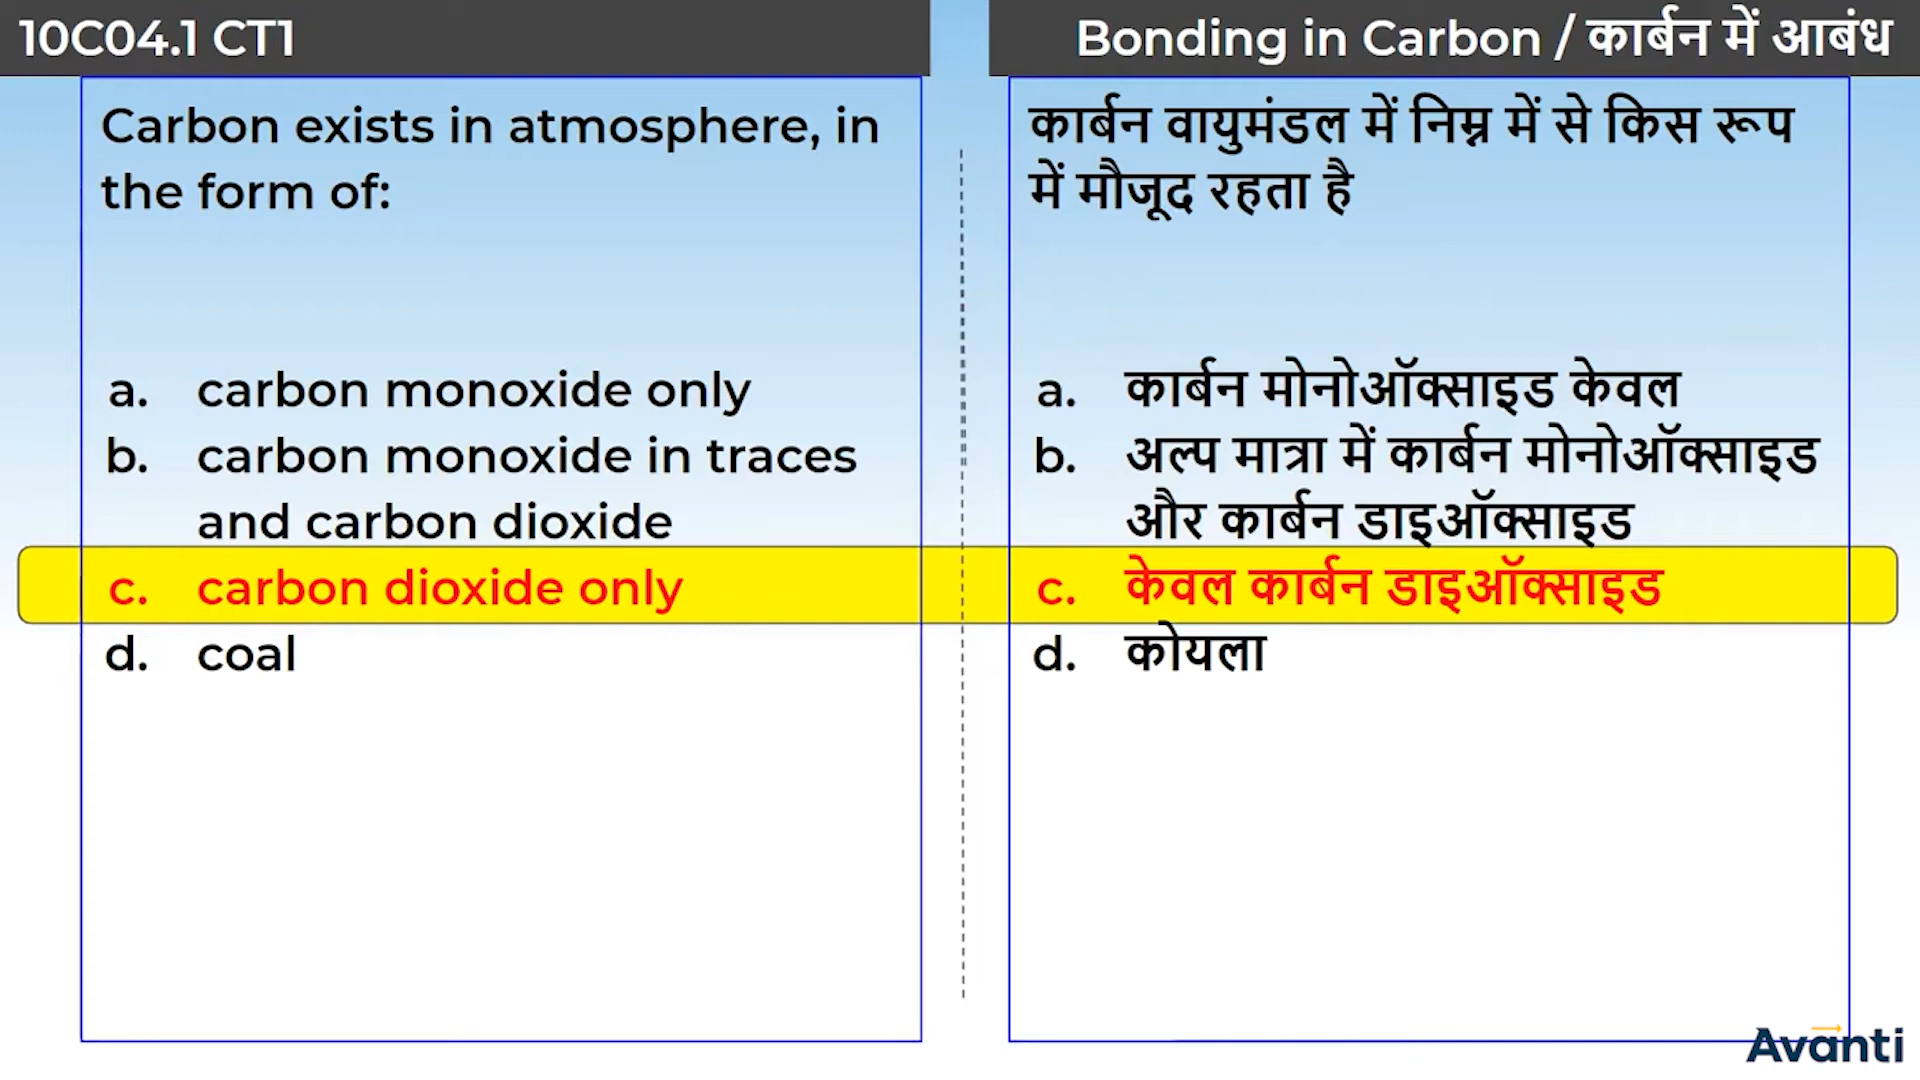 10C04.1 CT1
Bonding in Carbon / कार्बन में आबंध
Carbon exists in atmosphere, in
the form of:
a. carbon monoxide only
b. carbon monoxide in traces
and carbon dioxide
c. carbon dioxide only
d. coal
कार्बन वायुमंडल में निम्न में से किस रूप
में मौजूद रहता है
a. कार्बन मोनोऑक्साइड केवल
b. अल्प मात्रा में कार्बन मोनोऑक्साइड
और कार्बन डाइऑक्साइड
c. केवल कार्बन डाइऑक्साइड
d. कोयला
Avanti